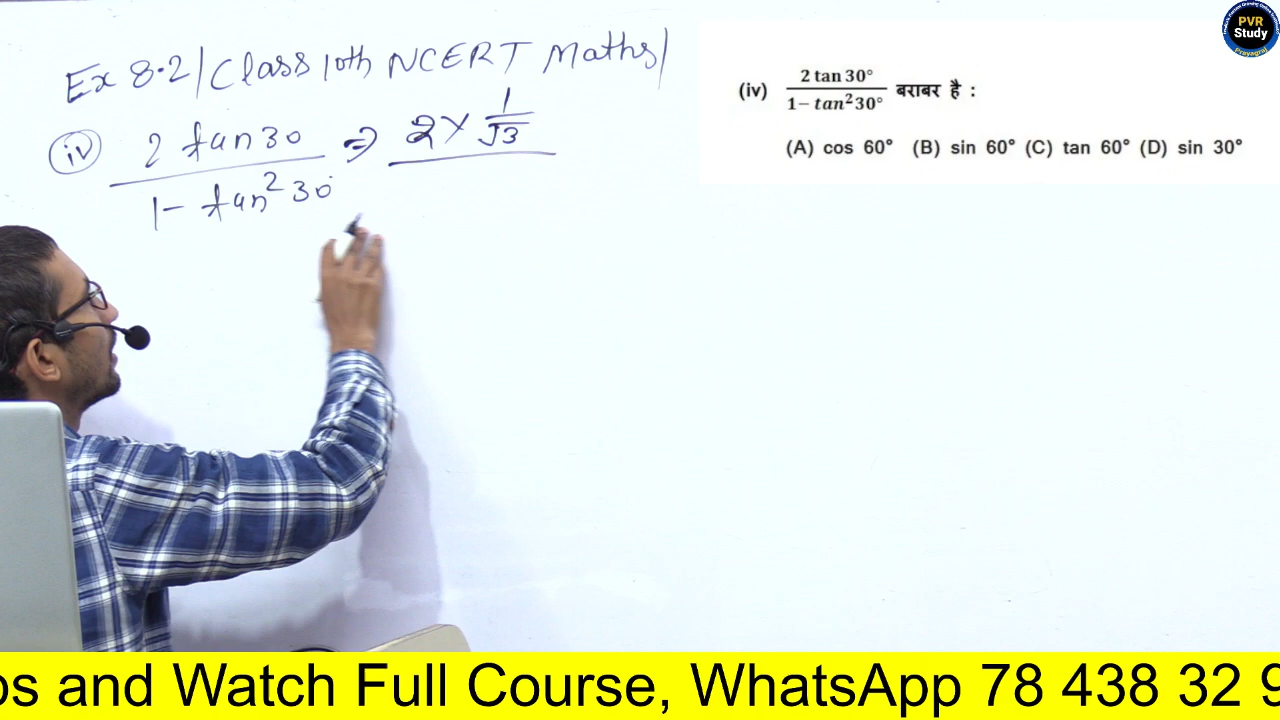 Ex 8.2 | Class 10th NCERT Maths |
(iv) 2 tan 30 / 1 - tan² 30° ⇒ 2 × 1/√3
(iv) 2 tan 30° / 1− tan²30° बराबर है :
(A) cos 60° (B) sin 60° (C) tan 60° (D) sin 30°
PVR
Study
Prayagraj
os and Watch Full Course, WhatsApp 78 438 32 9